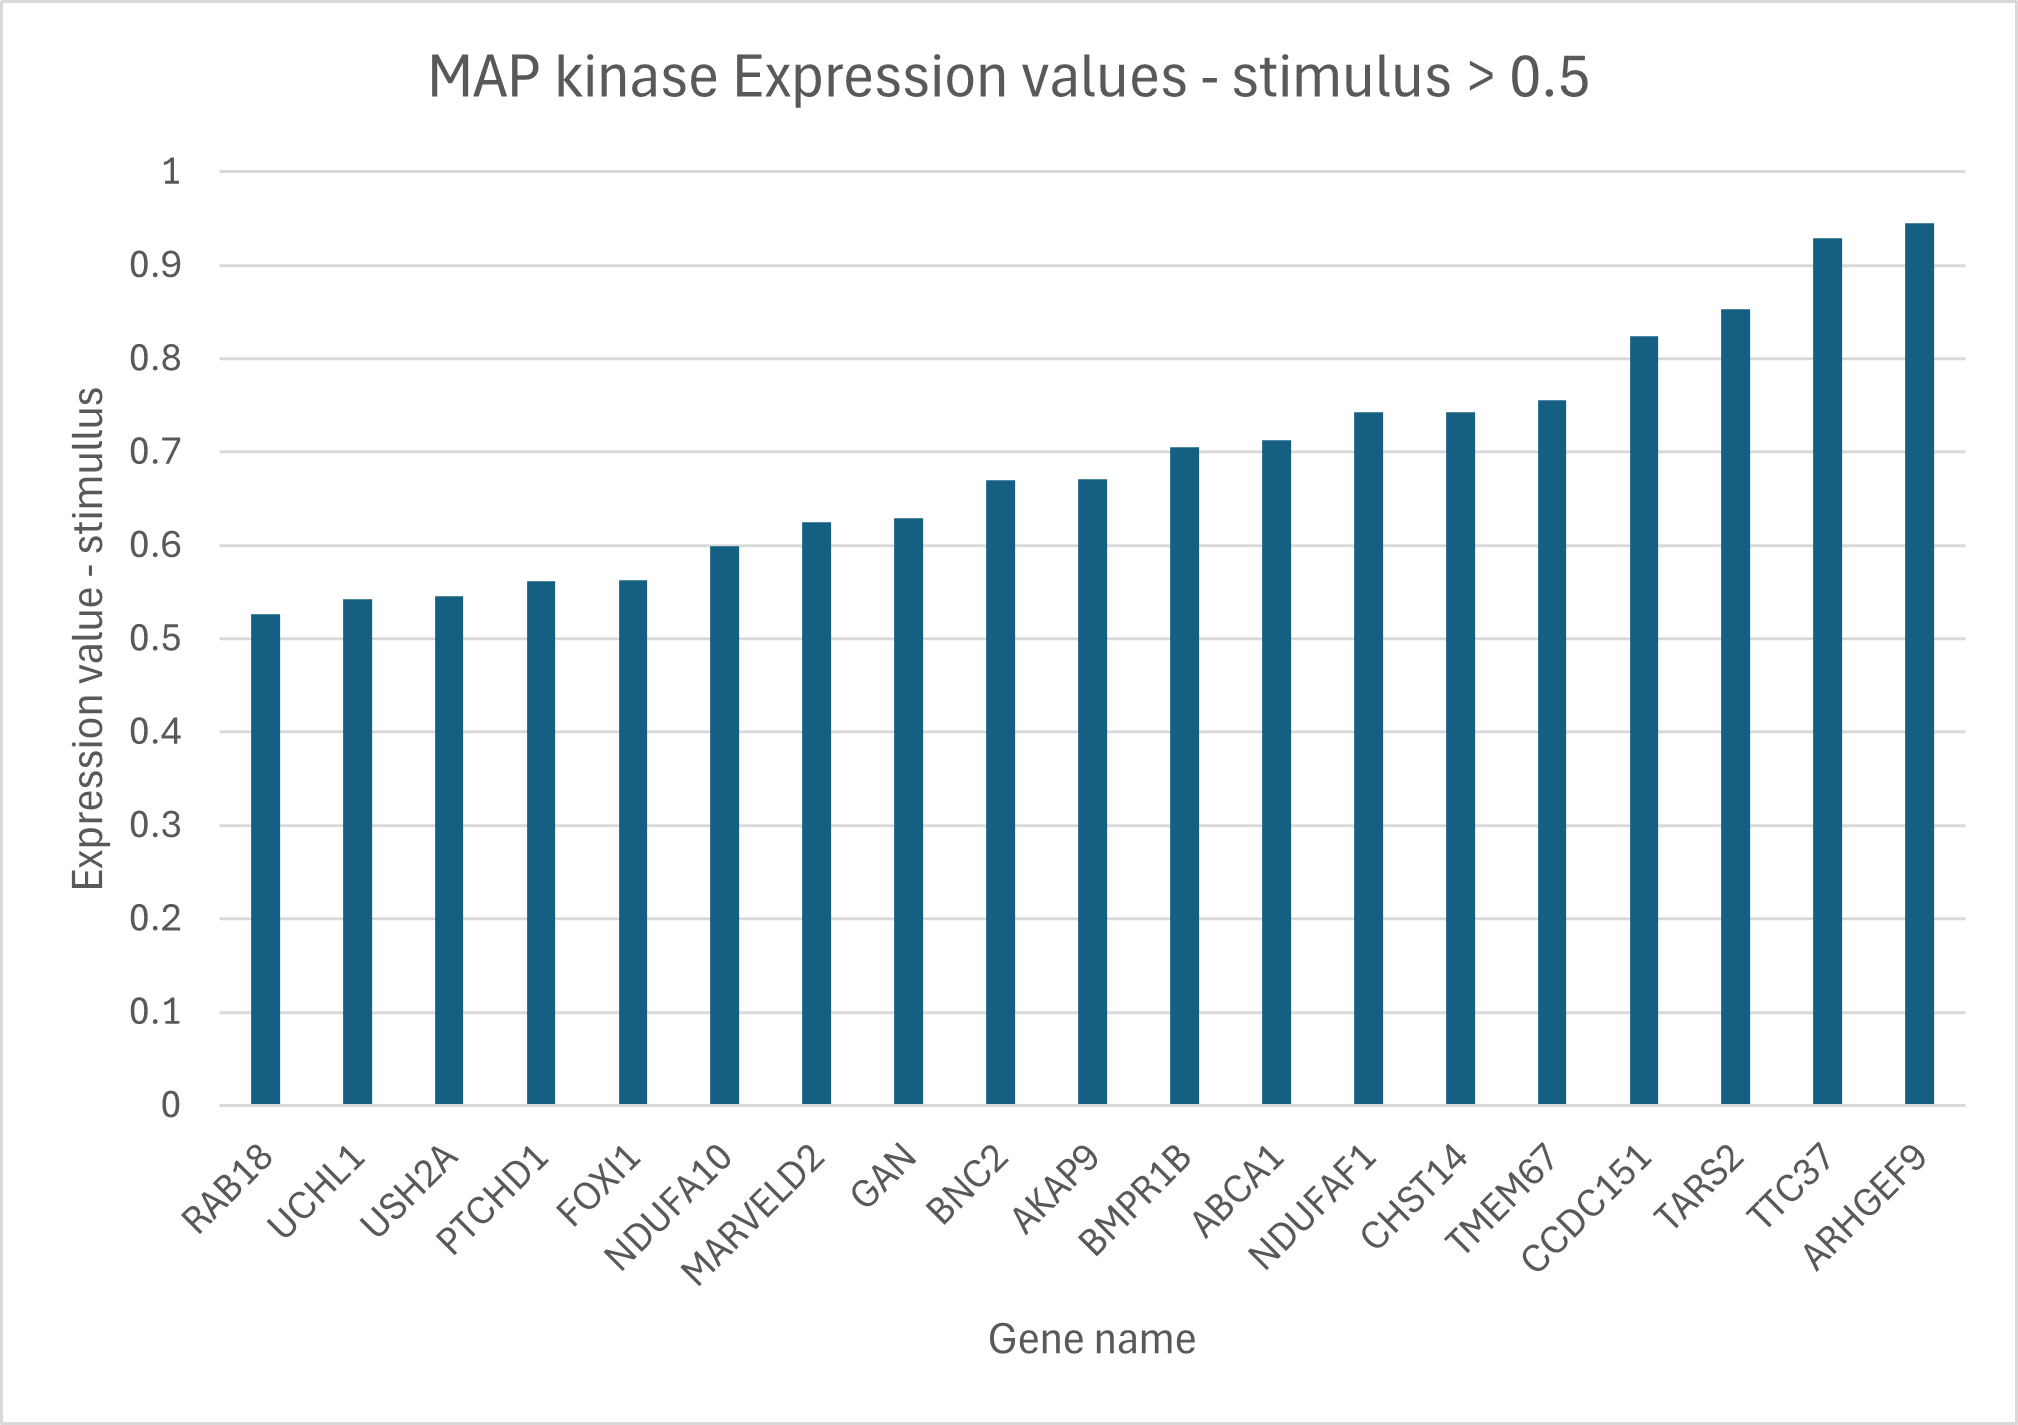 MAP kinase Expression values - stimulus > 0.5
Expression value - stimullus
1
0.9
0.8
0.7
0.6
0.5
0.4
0.3
0.2
0.1
0
RAB18
UCHL1
USH2A
PTCHD1
FOXI1
NDUFA10
MARVELD2
GAN
BNC2
AKAP9
BMPR1B
ABCA1
NDUFAF1
CHST14
TMEM67
CCDC151
TARS2
TTC37
ARHGEF9
Gene name